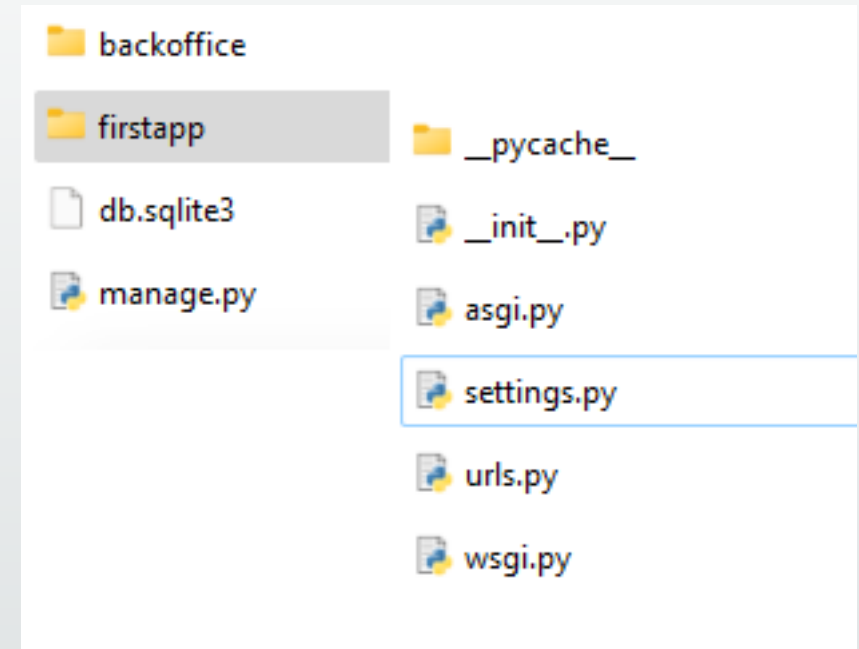 backoffice
firstapp
db.sqlite3
manage.py
__pycache__
__init__.py
asgi.py
settings.py
urls.py
wsgi.py